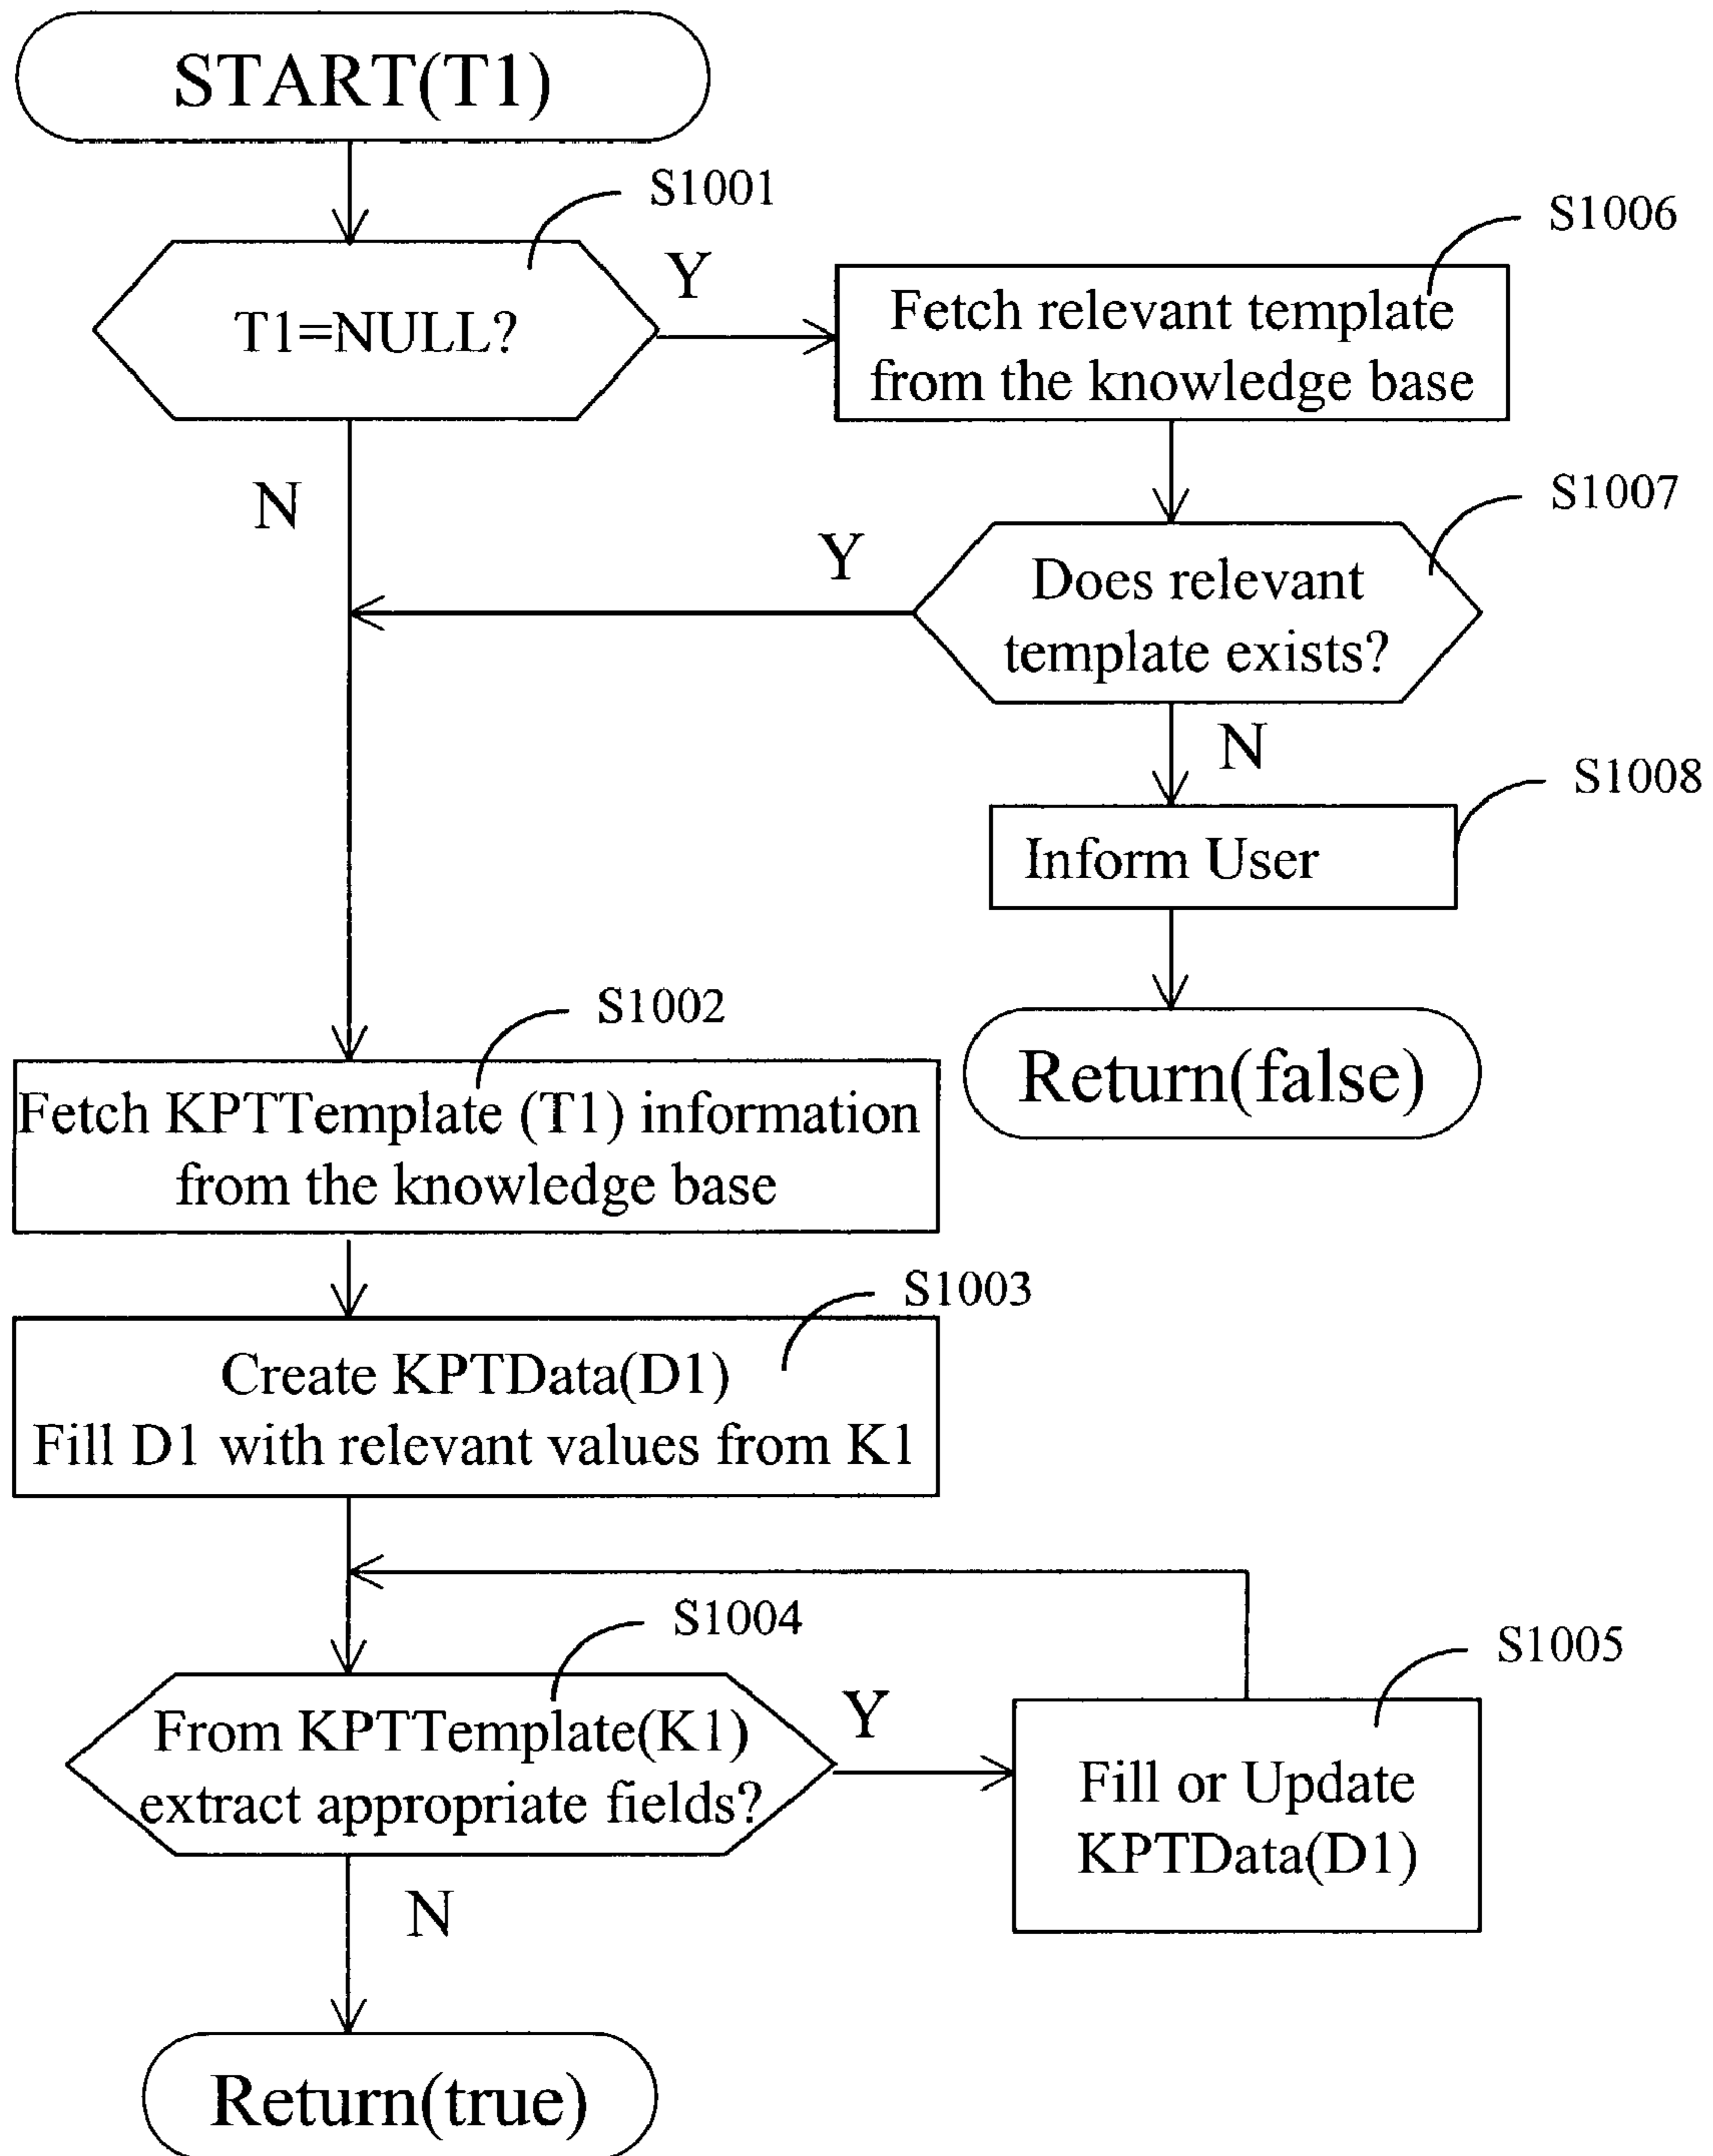 START(T1)
S1001
T1=NULL?
Y
S1006
Fetch relevant template
from the knowledge base
N
S1007
Y
Does relevant
template exists?
N
S1008
Inform User
Return(false)
S1002
Fetch KPTTemplate (T1) information
from the knowledge base
S1003
Create KPTData(D1)
Fill D1 with relevant values from K1
S1004
From KPTTemplate(K1)
extract appropriate fields?
Y
S1005
Fill or Update
KPTData(D1)
N
Return(true)